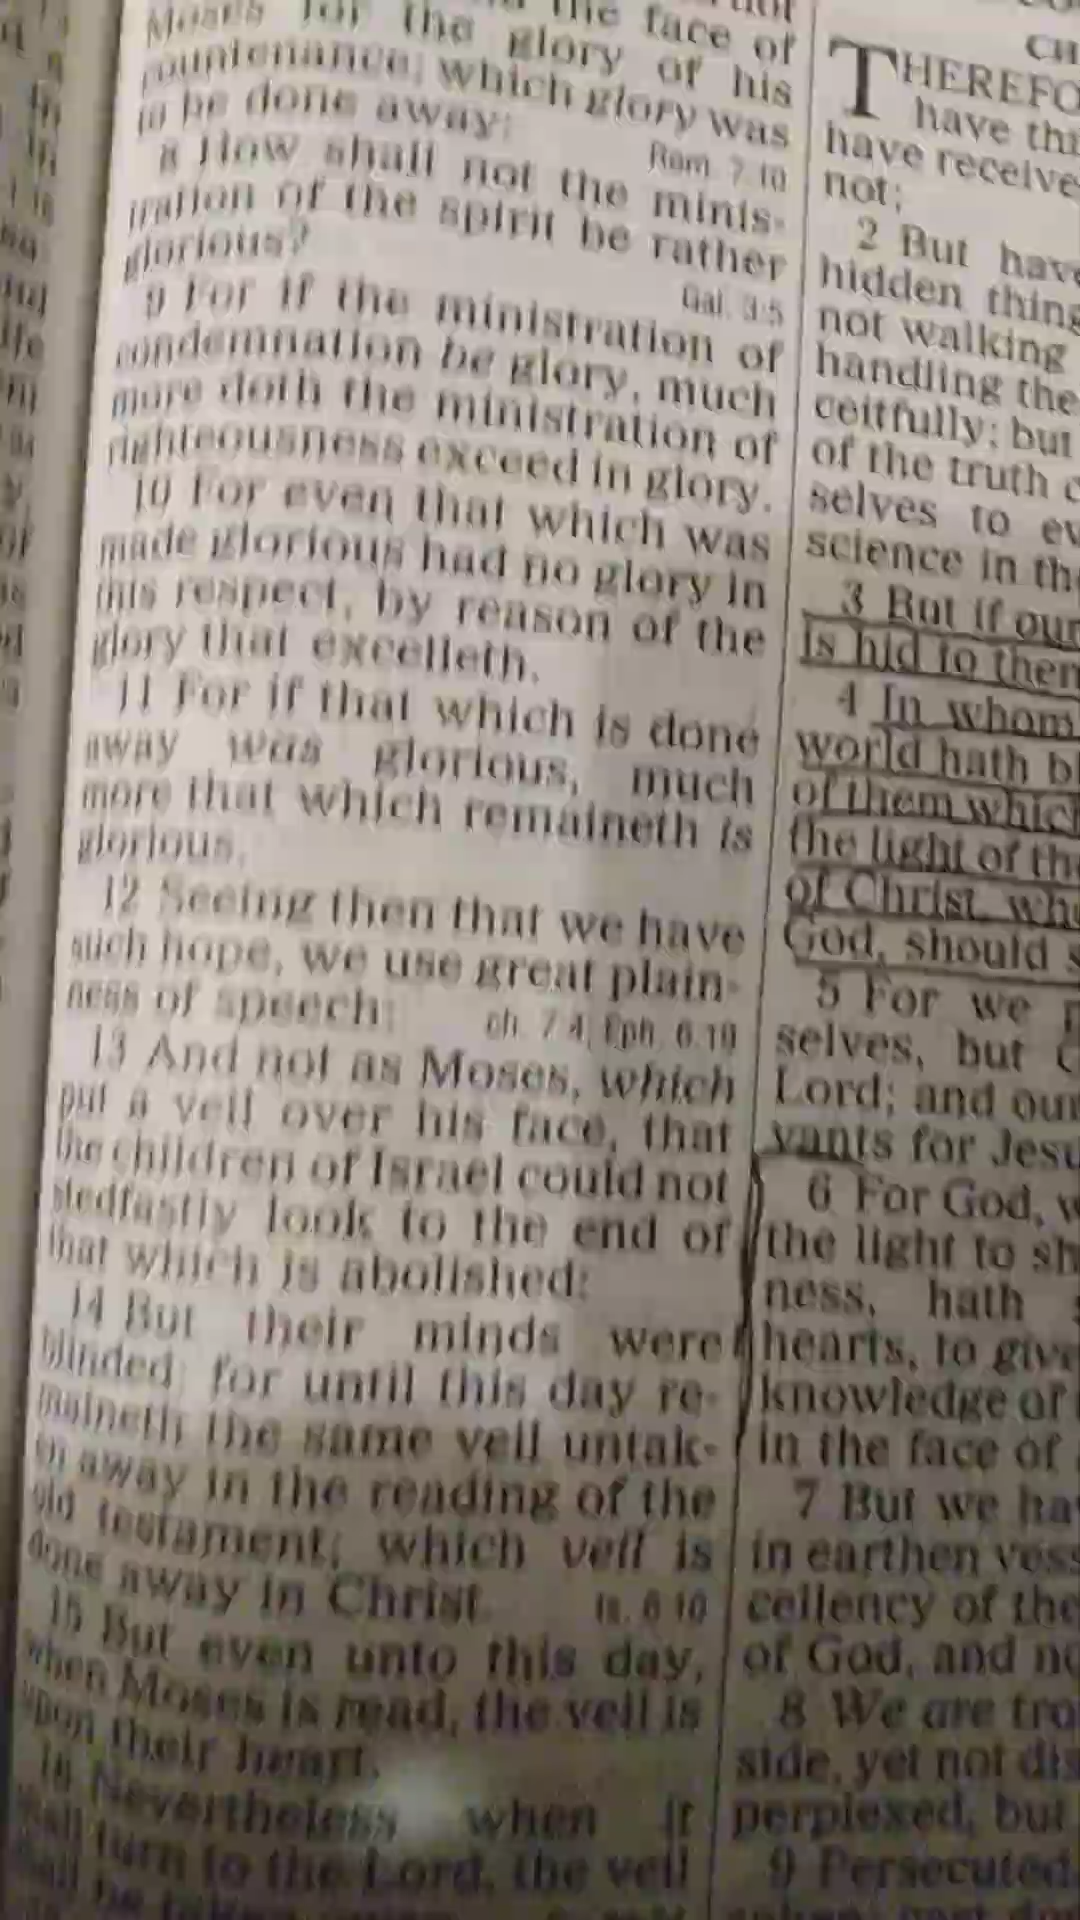 the face of
Moses for the glory of his
countenance; which glory was
to be done away:
Rom. 7.10
8 How shall not the minis-
tration of the spirit be rather
glorious?
Gal. 3:5
9 For if the ministration of
condemnation be glory, much
more doth the ministration of
righteousness exceed in glory.
10 For even that which was
made glorious had no glory in
this respect, by reason of the
glory that excelleth.
11 For if that which is done
away was glorious, much
more that which remaineth is
glorious.
12 Seeing then that we have
such hope, we use great plain-
ness of speech:
ch. 7.4; Eph. 6.19
13 And not as Moses, which
put a veil over his face, that
the children of Israel could not
stedfastly look to the end of
that which is abolished:
14 But their minds were
blinded: for until this day re-
maineth the same veil untak-
en away in the reading of the
old testament; which veil is
done away in Christ.
Is. 6.10
15 But even unto this day,
when Moses is read, the veil is
upon their heart.
16 Nevertheless when it
shall turn to the Lord, the veil
shall be taken
CH
THEREFO
have thi
have receive
not;
2 But have
hidden thing
not walking
handling the
ceitfully; but
of the truth c
selves to ev
science in the
3 But if our
is hid to them
4 In whom
world hath bl
of them which
the light of the
of Christ, who
God, should s
5 For we p
selves, but C
Lord; and our
vants for Jesu
6 For God, w
the light to sh
ness, hath s
hearts, to give
knowledge of
in the face of
7 But we ha
in earthen vess
cellency of the
of God, and no
8 We are tro
side, yet not dis
perplexed, but
9 Persecuted,